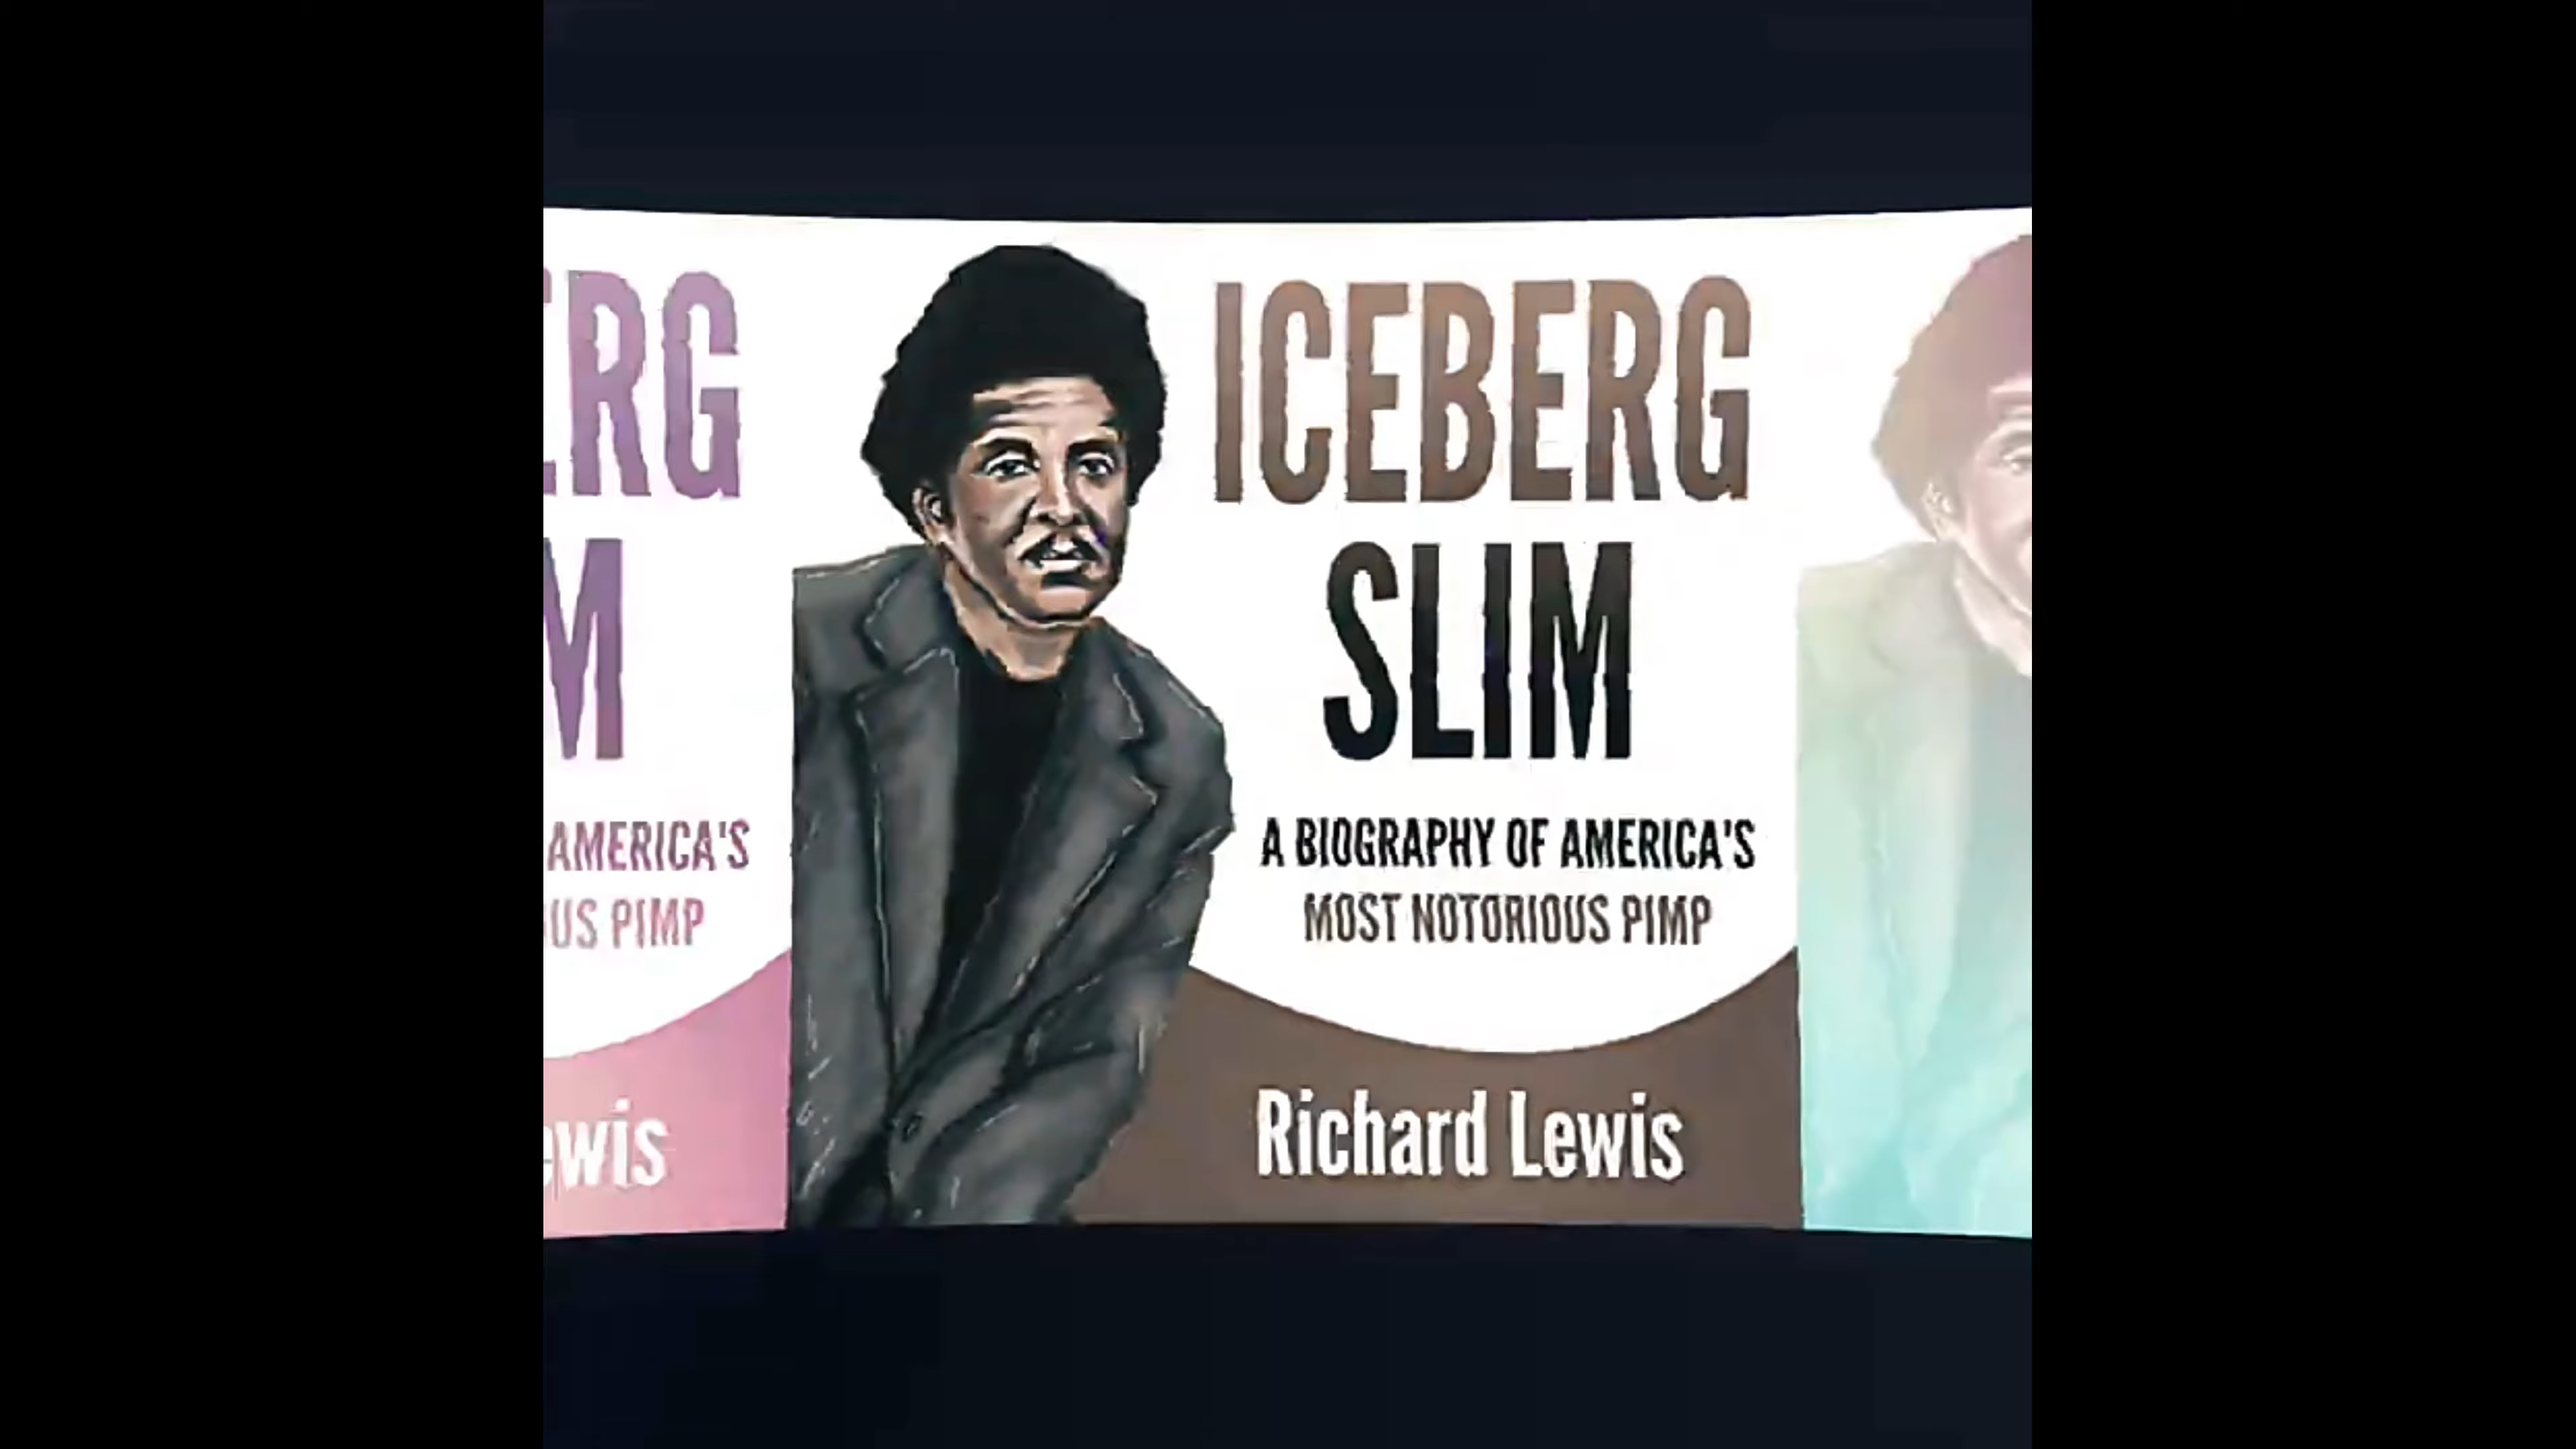 ERG
M
AMERICA'S
US PIMP
ewis
ICEBERG
SLIM
A BIOGRAPHY OF AMERICA'S
MOST NOTORIOUS PIMP
Richard Lewis